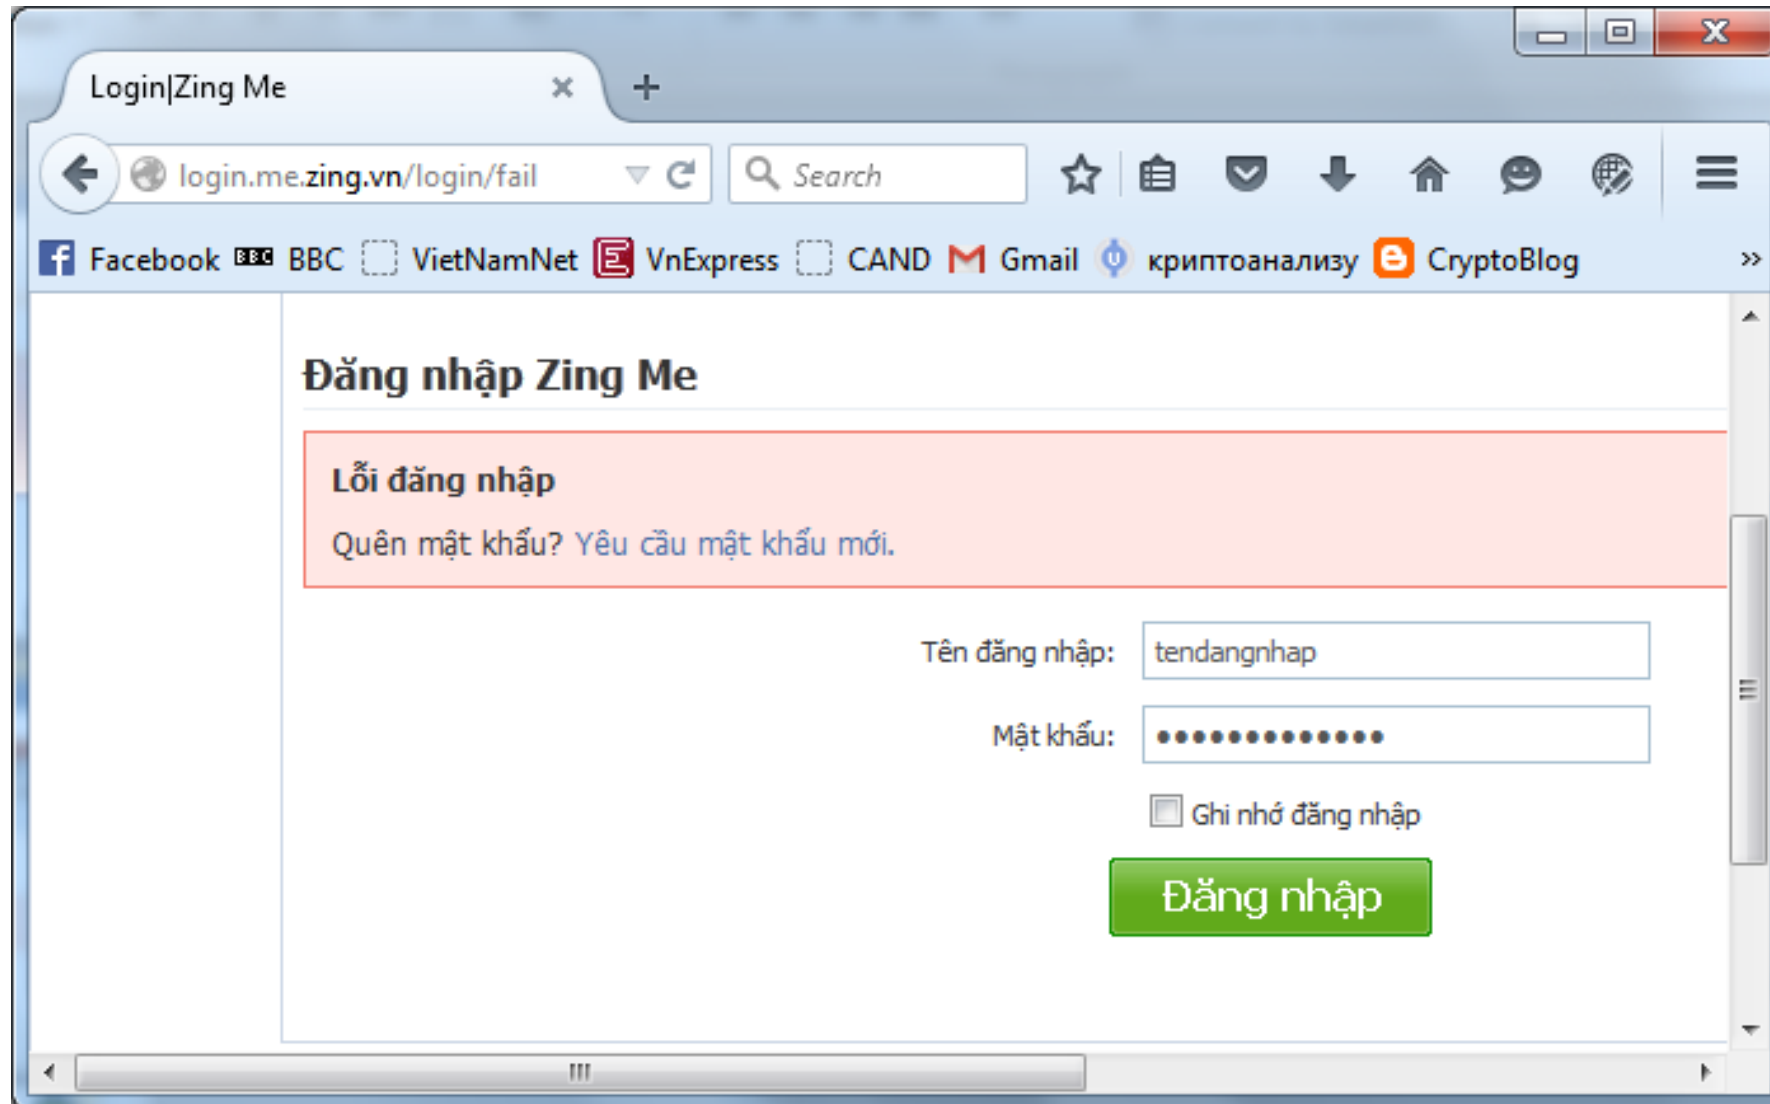 Login|Zing Me
login.me.zing.vn/login/fail Search
Facebook BBC BBC VietNamNet VnExpress CAND Gmail криптоанализу CryptoBlog
Đăng nhập Zing Me
Lỗi đăng nhập
Quên mật khẩu? Yêu cầu mật khẩu mới.
Tên đăng nhập: tendangnhap
Mật khẩu: •••••••••••••
Ghi nhớ đăng nhập
Đăng nhập